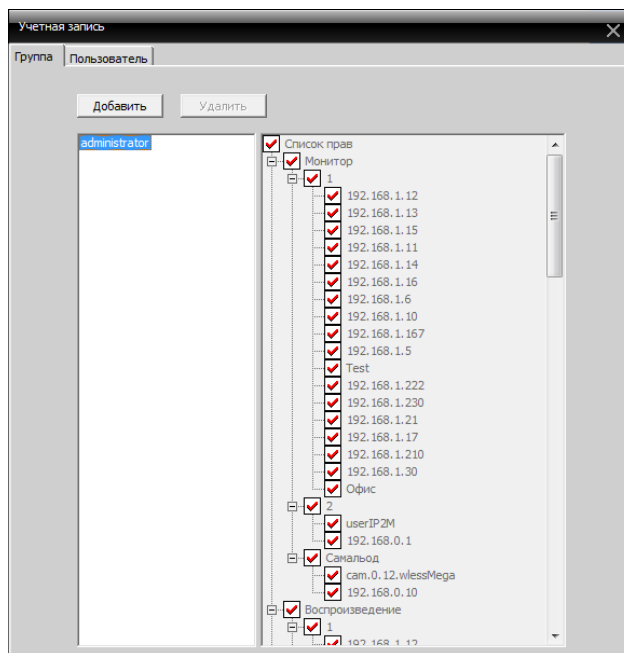 Учетная запись
Группа Пользователь
Добавить Удалить
administrator
Список прав
Монитор
1
192.168.1.12
192.168.1.13
192.168.1.15
192.168.1.11
192.168.1.14
192.168.1.16
192.168.1.6
192.168.1.10
192.168.1.167
192.168.1.5
Test
192.168.1.222
192.168.1.230
192.168.1.21
192.168.1.17
192.168.1.210
192.168.1.30
Офис
2
userIP2M
192.168.0.1
Самальод
cam.0.12.wlessMega
192.168.0.10
Воспроизведение
1
192.168.1.12